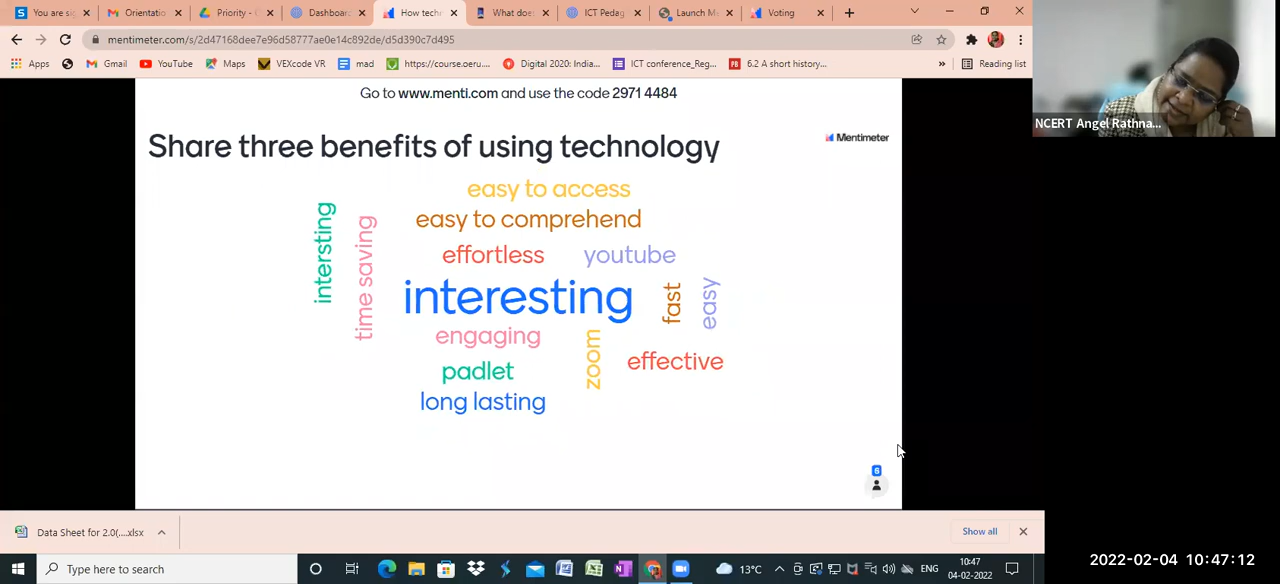 You are sig
Orientatio
Priority - G
Dashboar
How techn
What does
ICT Pedag
Launch Me
Voting
mentimeter.com/s/2d47168dee7e96d58777ae0e14c892de/d5d390c7d495
Apps
Gmail
YouTube
Maps
VEXcode VR
mad
https://course.oeru....
Digital 2020: India...
ICT conference_Reg...
6.2 A short history...
»
Reading list
Go to www.menti.com and use the code 2971 4484
Share three benefits of using technology
Mentimeter
easy to access
easy to comprehend
intersting
time saving
effortless
youtube
interesting
fast
easy
engaging
zoom
effective
padlet
long lasting
6
NCERT Angel Rathna...
Data Sheet for 2.0(....xlsx
Show all
Type here to search
13°C
ENG
10:47
04-02-2022
2022-02-04 10:47:12